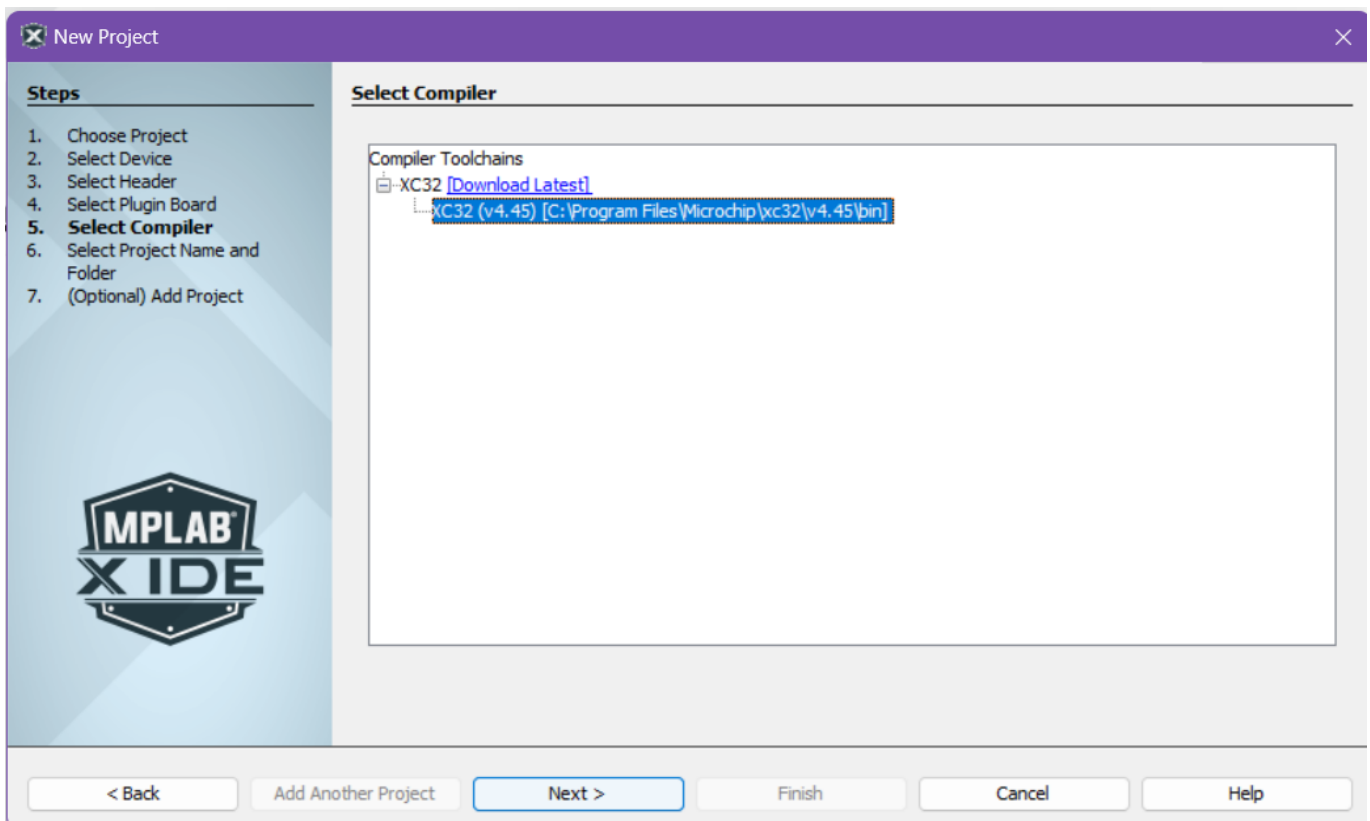 New Project
Steps
1. Choose Project
2. Select Device
3. Select Header
4. Select Plugin Board
5. Select Compiler
6. Select Project Name and
Folder
7. (Optional) Add Project
MPLAB®
X IDE
Select Compiler
Compiler Toolchains
XC32 [Download Latest]
XC32 (v4.45) [C:\Program Files\Microchip\xc32\v4.45\bin]
< Back
Add Another Project
Next >
Finish
Cancel
Help